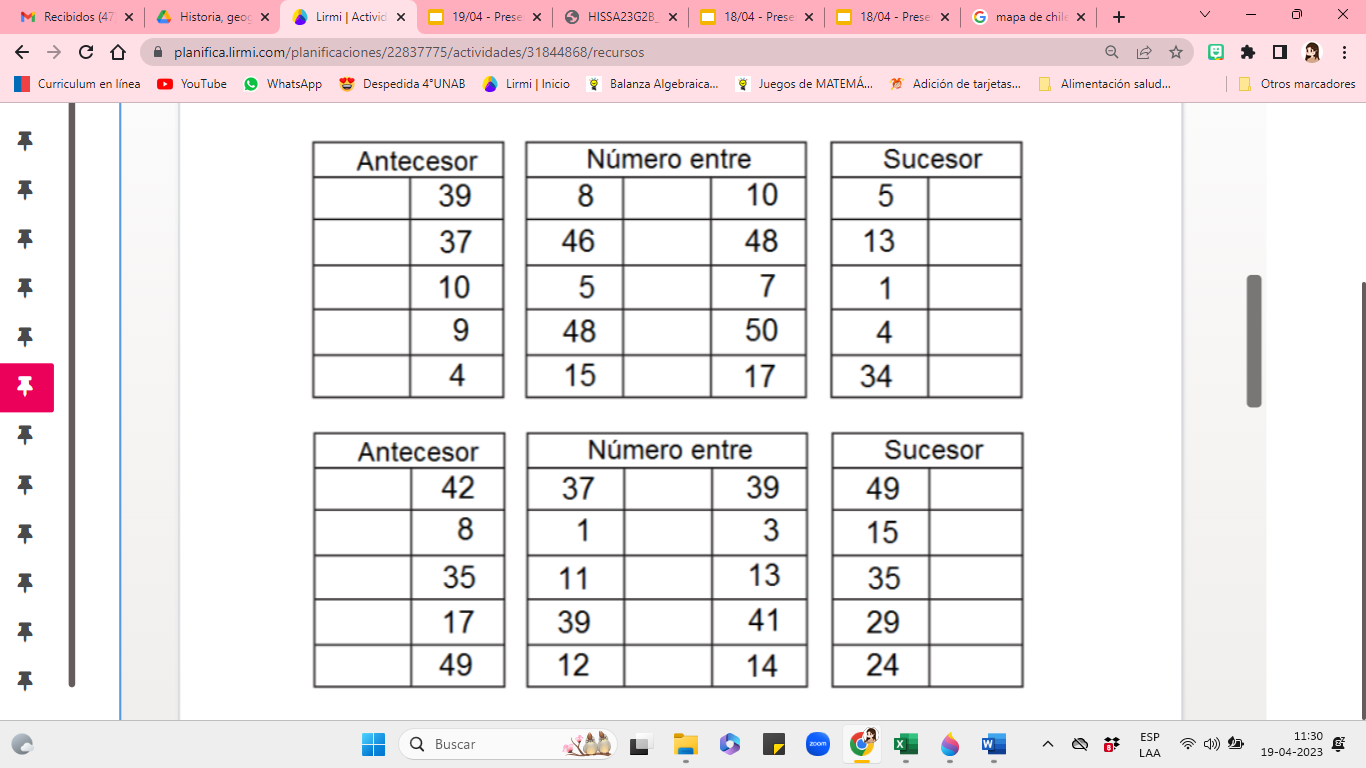 Recibidos (47
Historia, geog
Lirmi | Activid
19/04 - Prese
HISSA23G2B_
18/04 - Prese
18/04 - Prese
mapa de chile
planifica.lirmi.com/planificaciones/22837775/actividades/31844868/recursos
Curriculum en línea
YouTube
WhatsApp
Despedida 4°UNAB
Lirmi | Inicio
Balanza Algebraica...
Juegos de MATEMÁ...
Adición de tarjetas...
Alimentación salud...
Otros marcadores
Antecesor Número entre Sucesor
39 8 10 5
37 46 48 13
10 5 7 1
9 48 50 4
4 15 17 34
Antecesor Número entre Sucesor
42 37 39 49
8 1 3 15
35 11 13 35
17 39 41 29
49 12 14 24
Buscar
zoom
ESP
LAA
11:30
19-04-2023